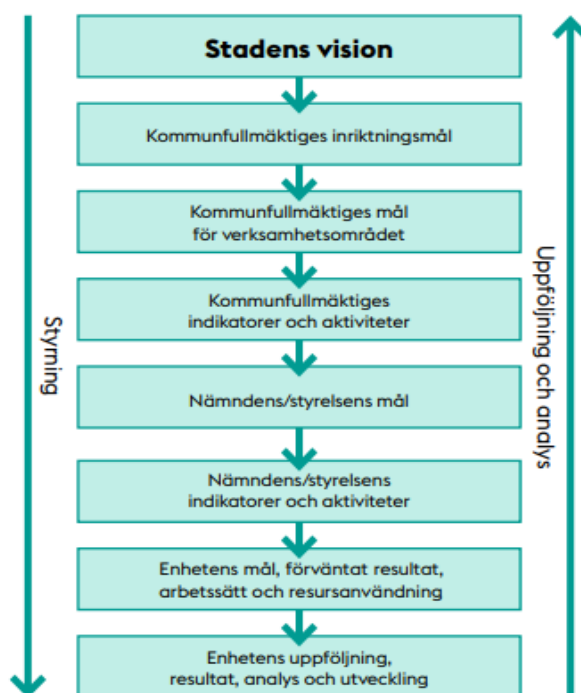 Stadens vision
Kommunfullmäktiges inriktningsmål
Kommunfullmäktiges mål
för verksamhetsområdet
Kommunfullmäktiges
indikatorer och aktiviteter
Nämndens/styrelsens mål
Nämndens/styrelsens
indikatorer och aktiviteter
Enhetens mål, förväntat resultat,
arbetssätt och resursanvändning
Enhetens uppföljning,
resultat, analys och utveckling
Styrning
Uppföljning och analys